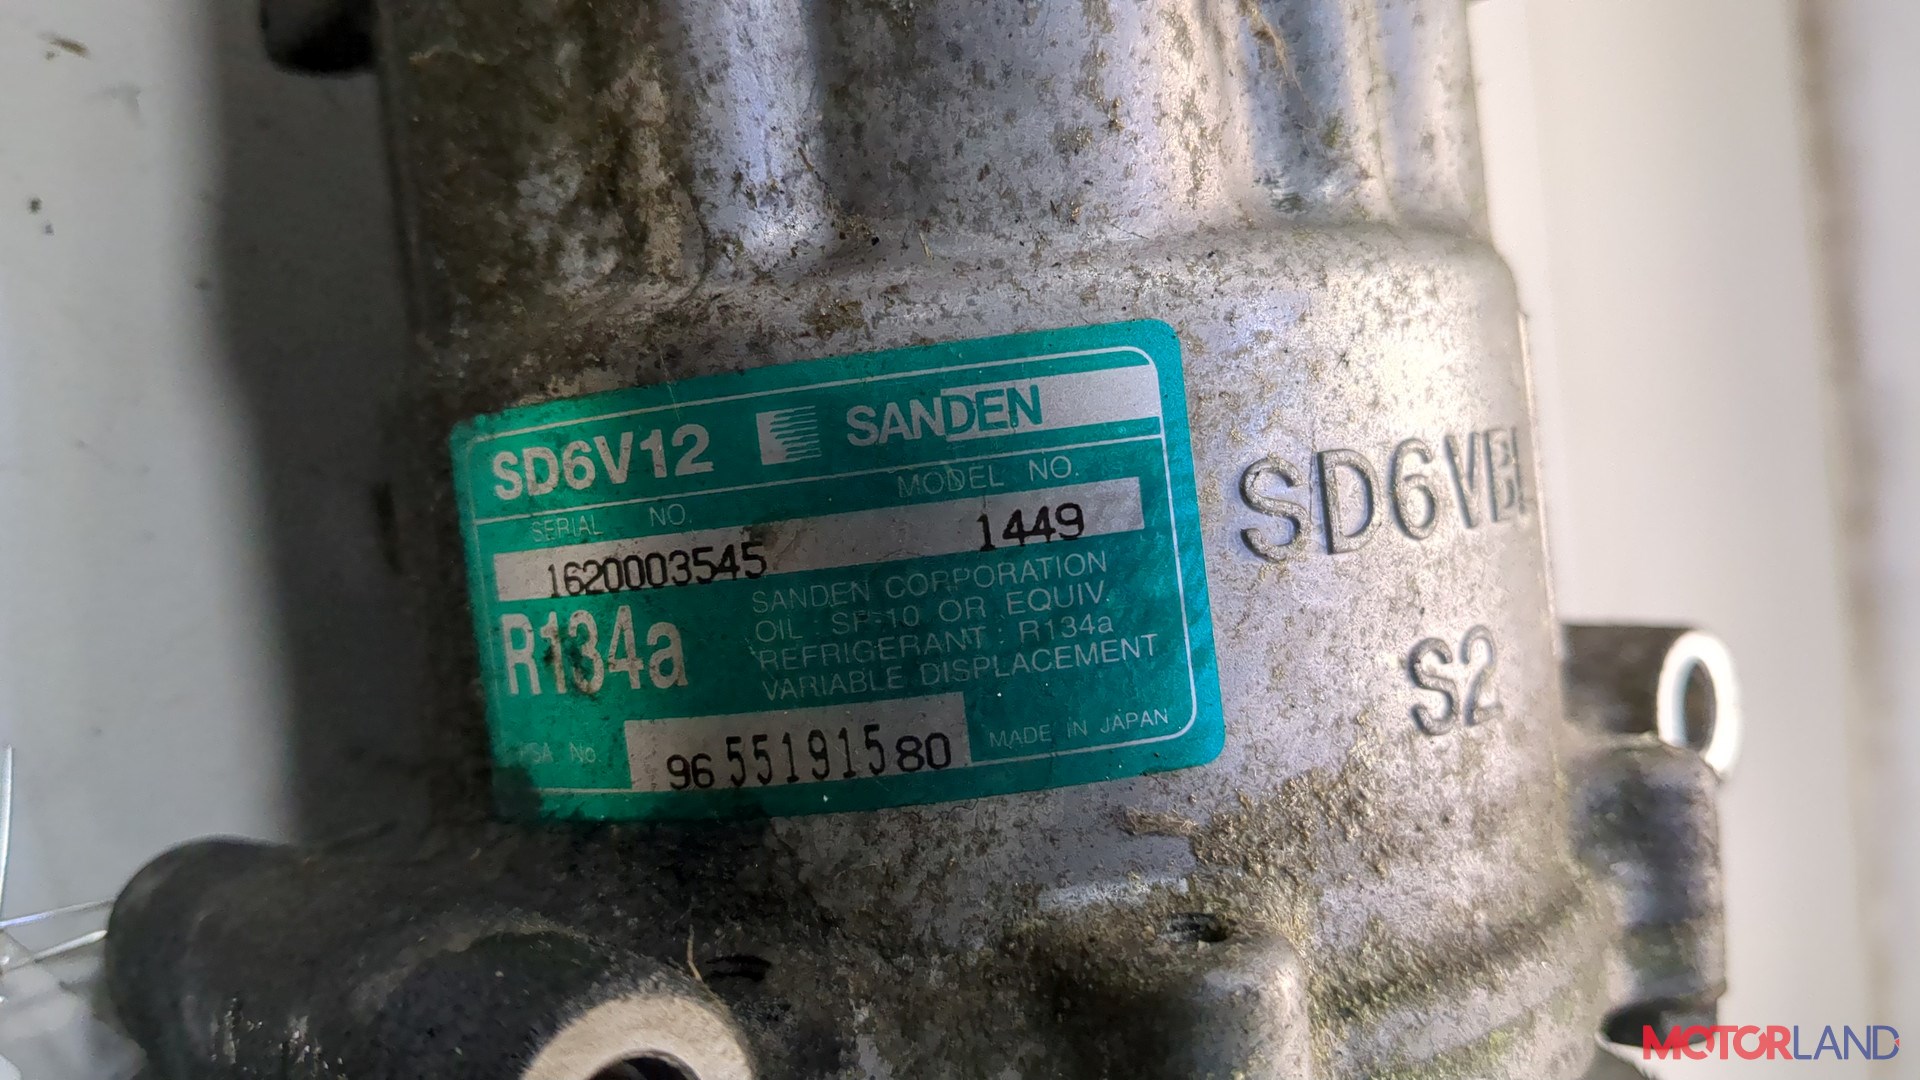 SD6V12 SANDEN
SERIAL NO. MODEL NO.
1620003545 1449
R134a
SANDEN CORPORATION
OIL : SP-10 OR EQUIV.
REFRIGERANT : R134a
VARIABLE DISPLACEMENT
PSA No. 9655191580 MADE IN JAPAN
S2
MOTORLAND